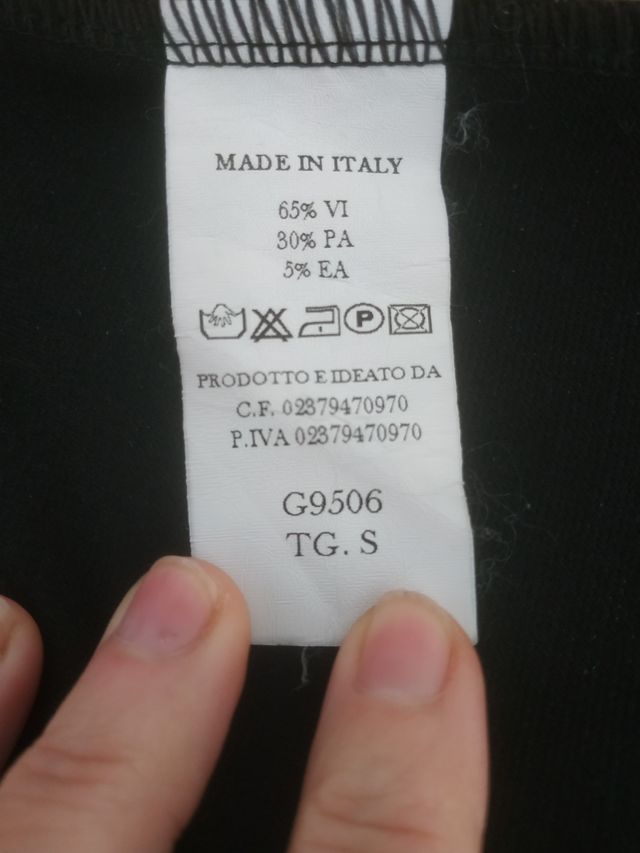 MADE IN ITALY
65% VI
30% PA
5% EA
P
PRODOTTO E IDEATO DA
C.F. 02379470970
P.IVA 02379470970
G9506
TG. S